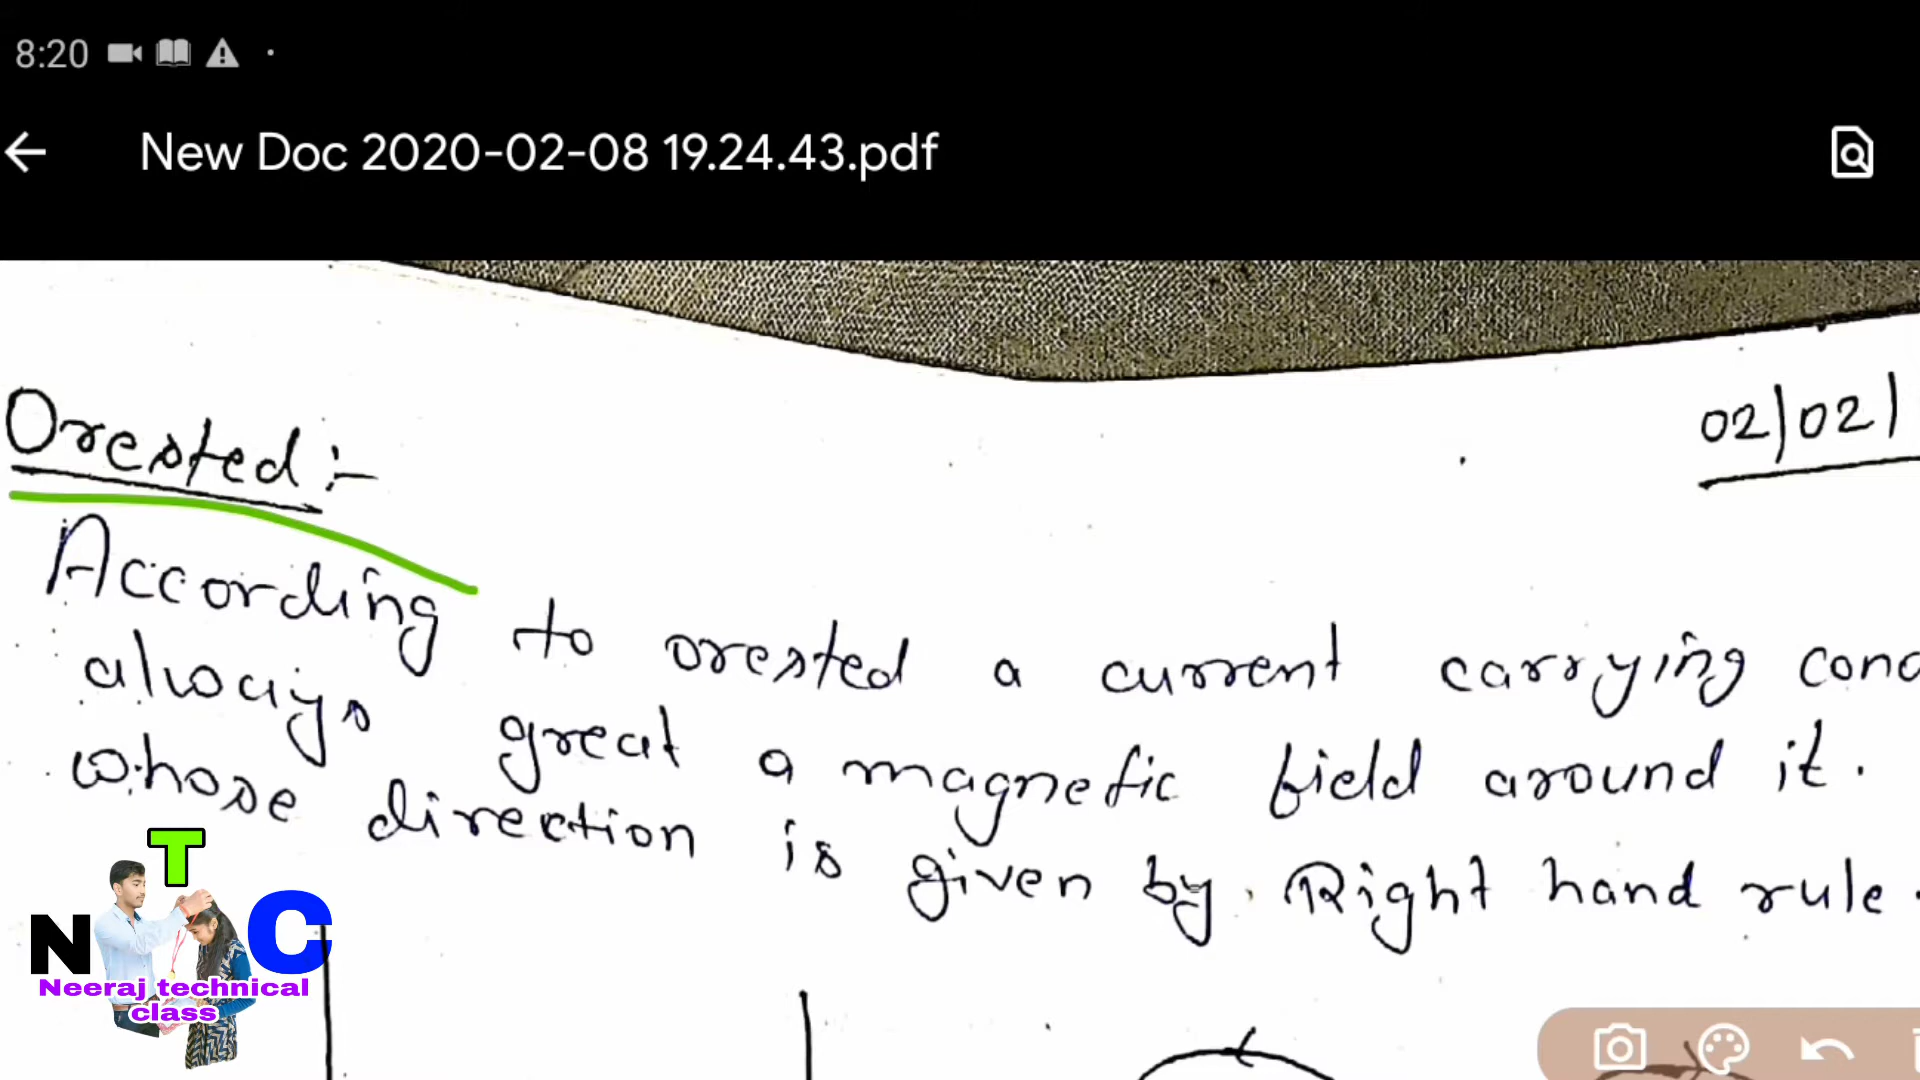 8:20
New Doc 2020-02-08 19.24.43.pdf
02/02/
Orested :-
According to orested a current carrying cond
always great a magnetic field around it.
whose direction is given by. Right hand rule.
T
N C
Neeraj technical
class